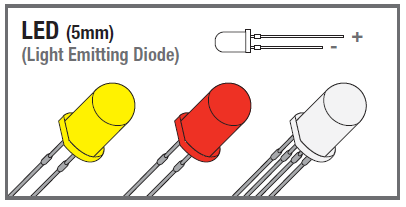 LED (5mm)
(Light Emitting Diode)
+
-